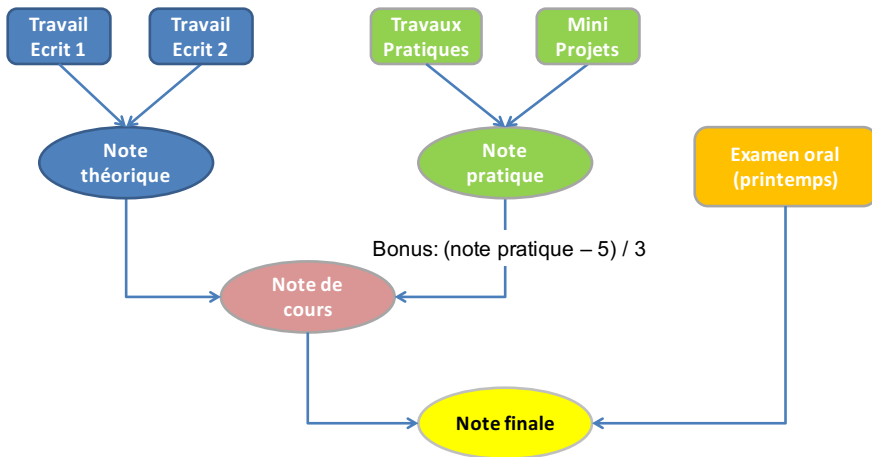 Travail
Ecrit 1
Travail
Ecrit 2
Travaux
Pratiques
Mini
Projets
Note
théorique
Note
pratique
Examen oral
(printemps)
Bonus: (note pratique – 5) / 3
Note de
cours
Note finale